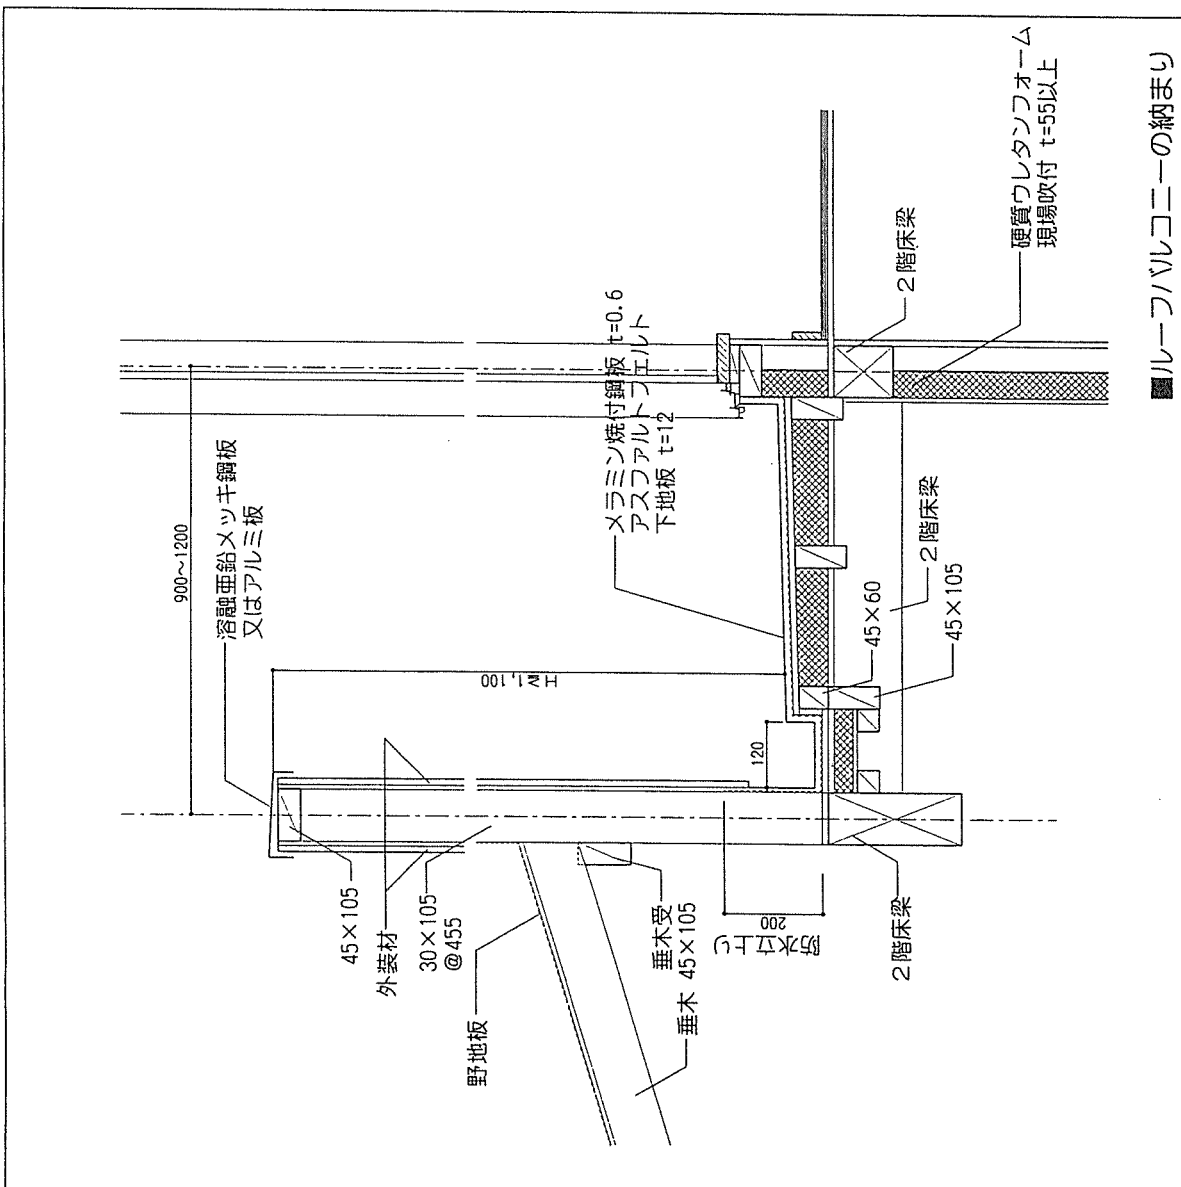 ■ルーフバルコニーの納まり
900～1200
溶融亜鉛メッキ鋼板
又はアルミ板
H≧1,100
メラミン焼付鋼板 t=0.6
アスファルトフェルト
下地板 t=12
45×105
外装材
30×105
@455
野地板
垂木受
45×105
垂木
防水立上り
200
120
2階床梁
45×60
2階床梁
45×105
2階床梁
硬質ウレタンフォーム
現場吹付 t=55以上